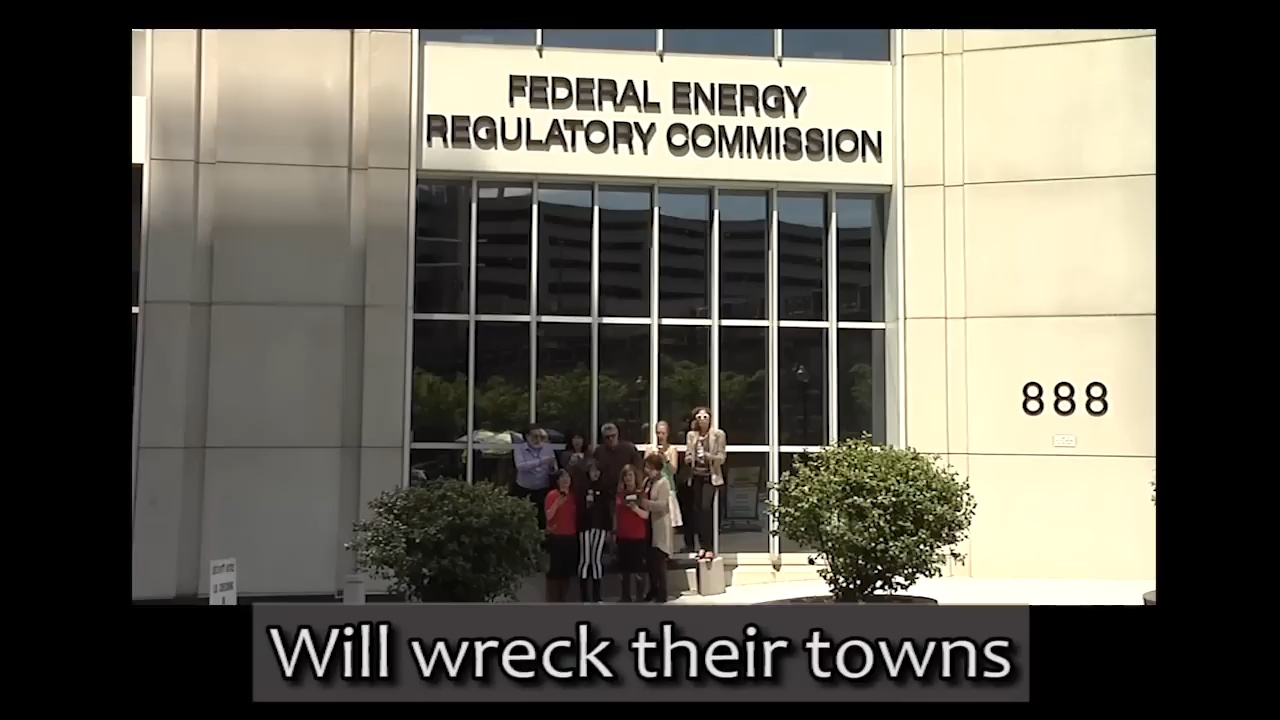 FEDERAL ENERGY
REGULATORY COMMISSION
888
Will wreck their towns